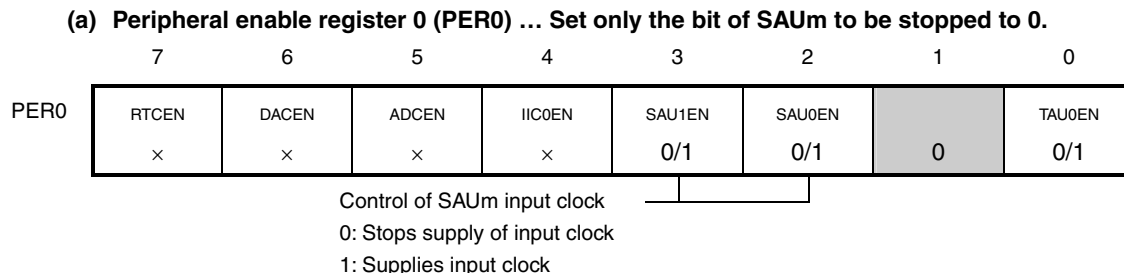 (a) Peripheral enable register 0 (PER0) … Set only the bit of SAUm to be stopped to 0.
7 6 5 4 3 2 1 0
PER0 RTCEN DACEN ADCEN IIC0EN SAU1EN SAU0EN TAU0EN
× × × × 0/1 0/1 0 0/1
Control of SAUm input clock
0: Stops supply of input clock
1: Supplies input clock